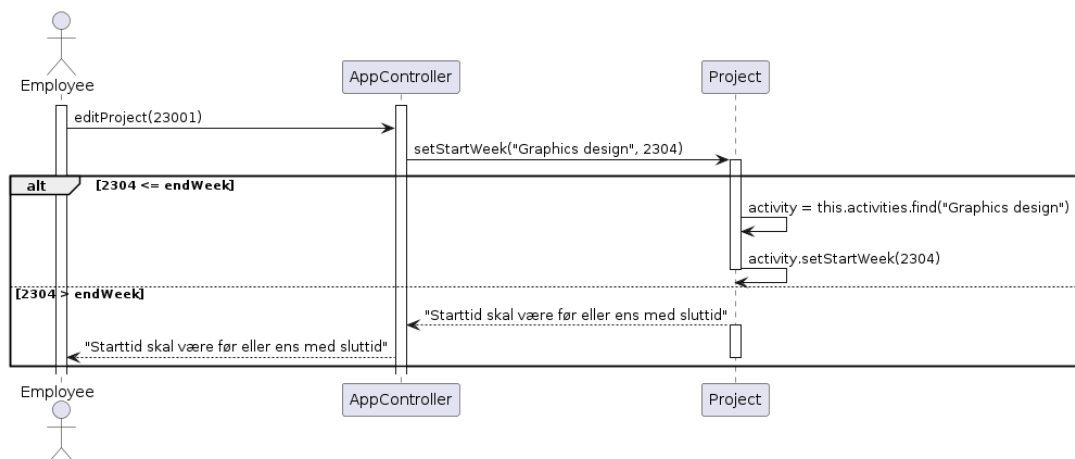 Employee
AppController
Project
editProject(23001)
setStartWeek("Graphics design", 2304)
alt
[2304 <= endWeek]
activity = this.activities.find("Graphics design")
activity.setStartWeek(2304)
[2304 > endWeek]
"Starttid skal være før eller ens med sluttid"
"Starttid skal være før eller ens med sluttid"
Employee
AppController
Project